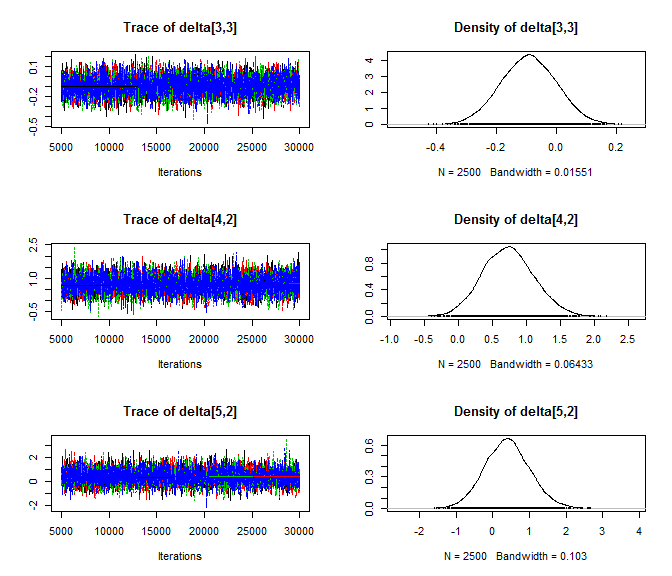 Trace of delta[3,3]
0.1
-0.2
-0.5
5000 10000 15000 20000 25000 30000
Iterations
Density of delta[3,3]
4
3
2
1
0
-0.4 -0.2 0.0 0.2
N = 2500 Bandwidth = 0.01551
Trace of delta[4,2]
2.5
1.0
-0.5
5000 10000 15000 20000 25000 30000
Iterations
Density of delta[4,2]
0.8
0.4
0.0
-1.0 -0.5 0.0 0.5 1.0 1.5 2.0 2.5
N = 2500 Bandwidth = 0.06433
Trace of delta[5,2]
2
0
-2
5000 10000 15000 20000 25000 30000
Iterations
Density of delta[5,2]
0.6
0.3
0.0
-2 -1 0 1 2 3 4
N = 2500 Bandwidth = 0.103